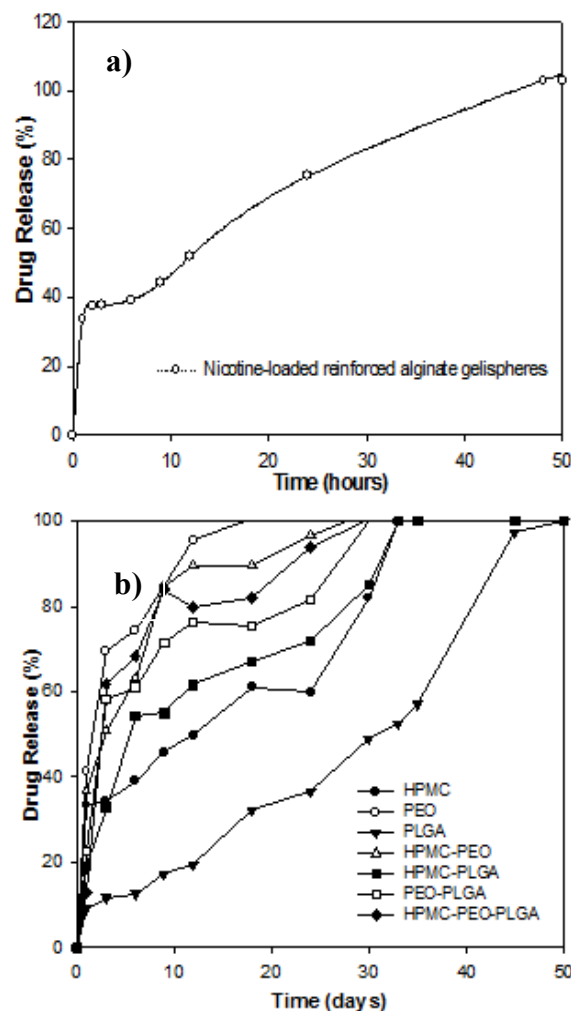 a)
Drug Release (%)
120
100
80
60
40
20
0
Nicotine-loaded reinforced alginate gelispheres
0 10 20 30 40 50
Time (hours)
b)
Drug Release (%)
100
80
60
40
20
0
HPMC
PEO
PLGA
HPMC-PEO
HPMC-PLGA
PEO-PLGA
HPMC-PEO-PLGA
0 10 20 30 40 50
Time (days)